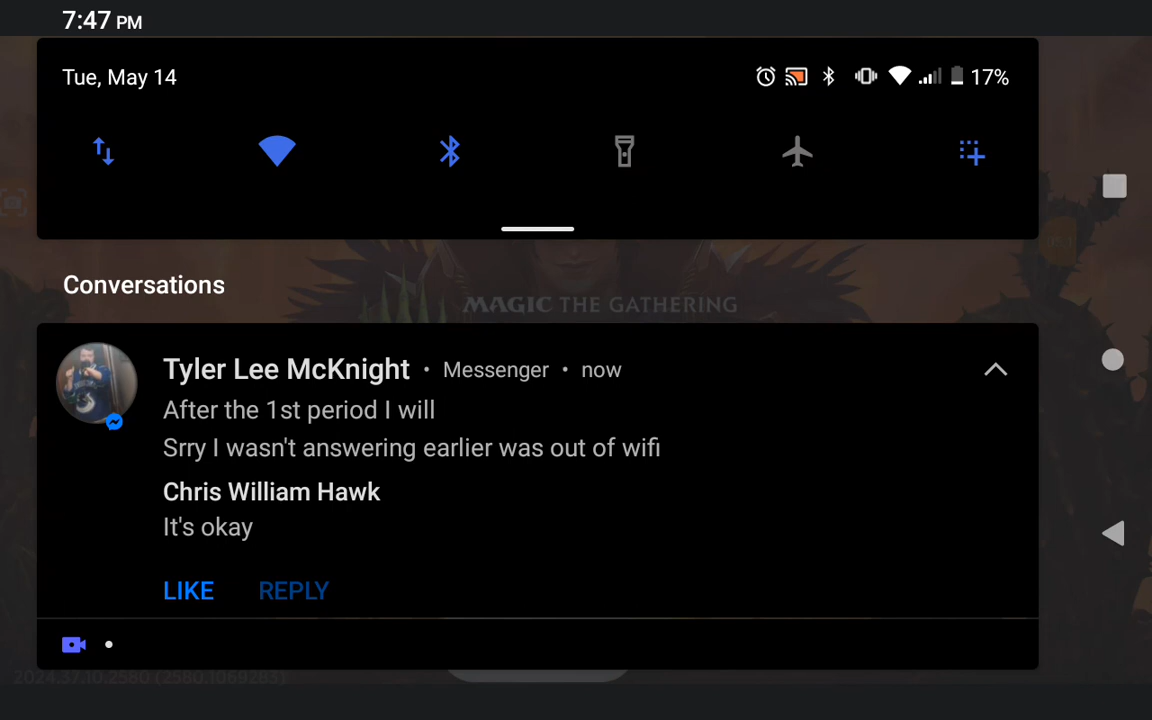 7:47 PM
Tue, May 14
17%
Conversations
MAGIC THE GATHERING
Tyler Lee McKnight • Messenger • now
After the 1st period I will
Srry I wasn't answering earlier was out of wifi
Chris William Hawk
It's okay
LIKE REPLY
2024.37.10.2580 (2580.1069283)